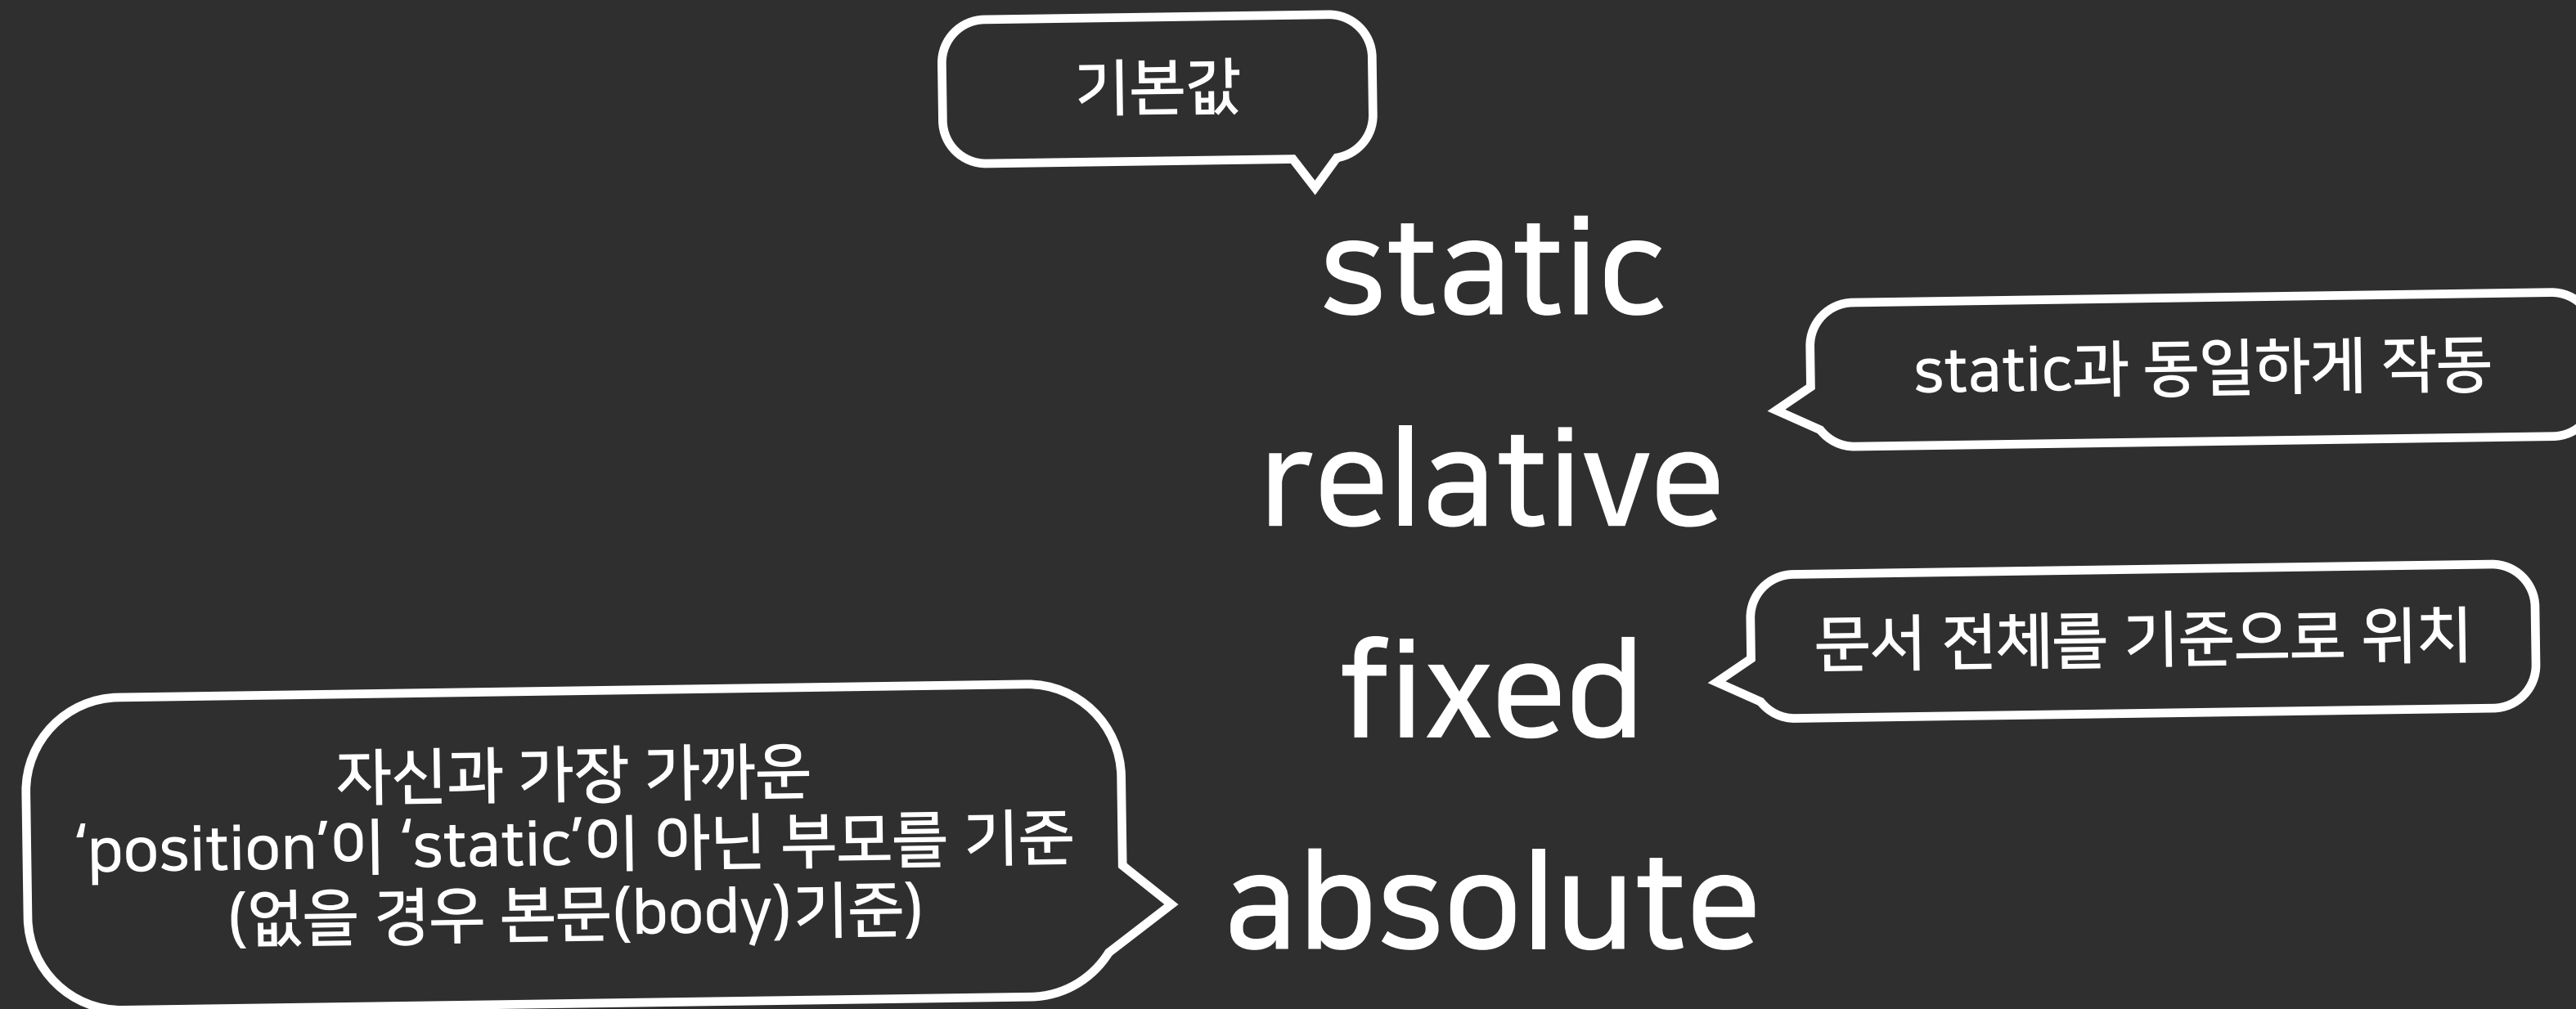 기본값
static
static과 동일하게 작동
relative
문서 전체를 기준으로 위치
fixed
자신과 가장 가까운
‘position’이 ‘static’이 아닌 부모를 기준
(없을 경우 본문(body)기준)
absolute